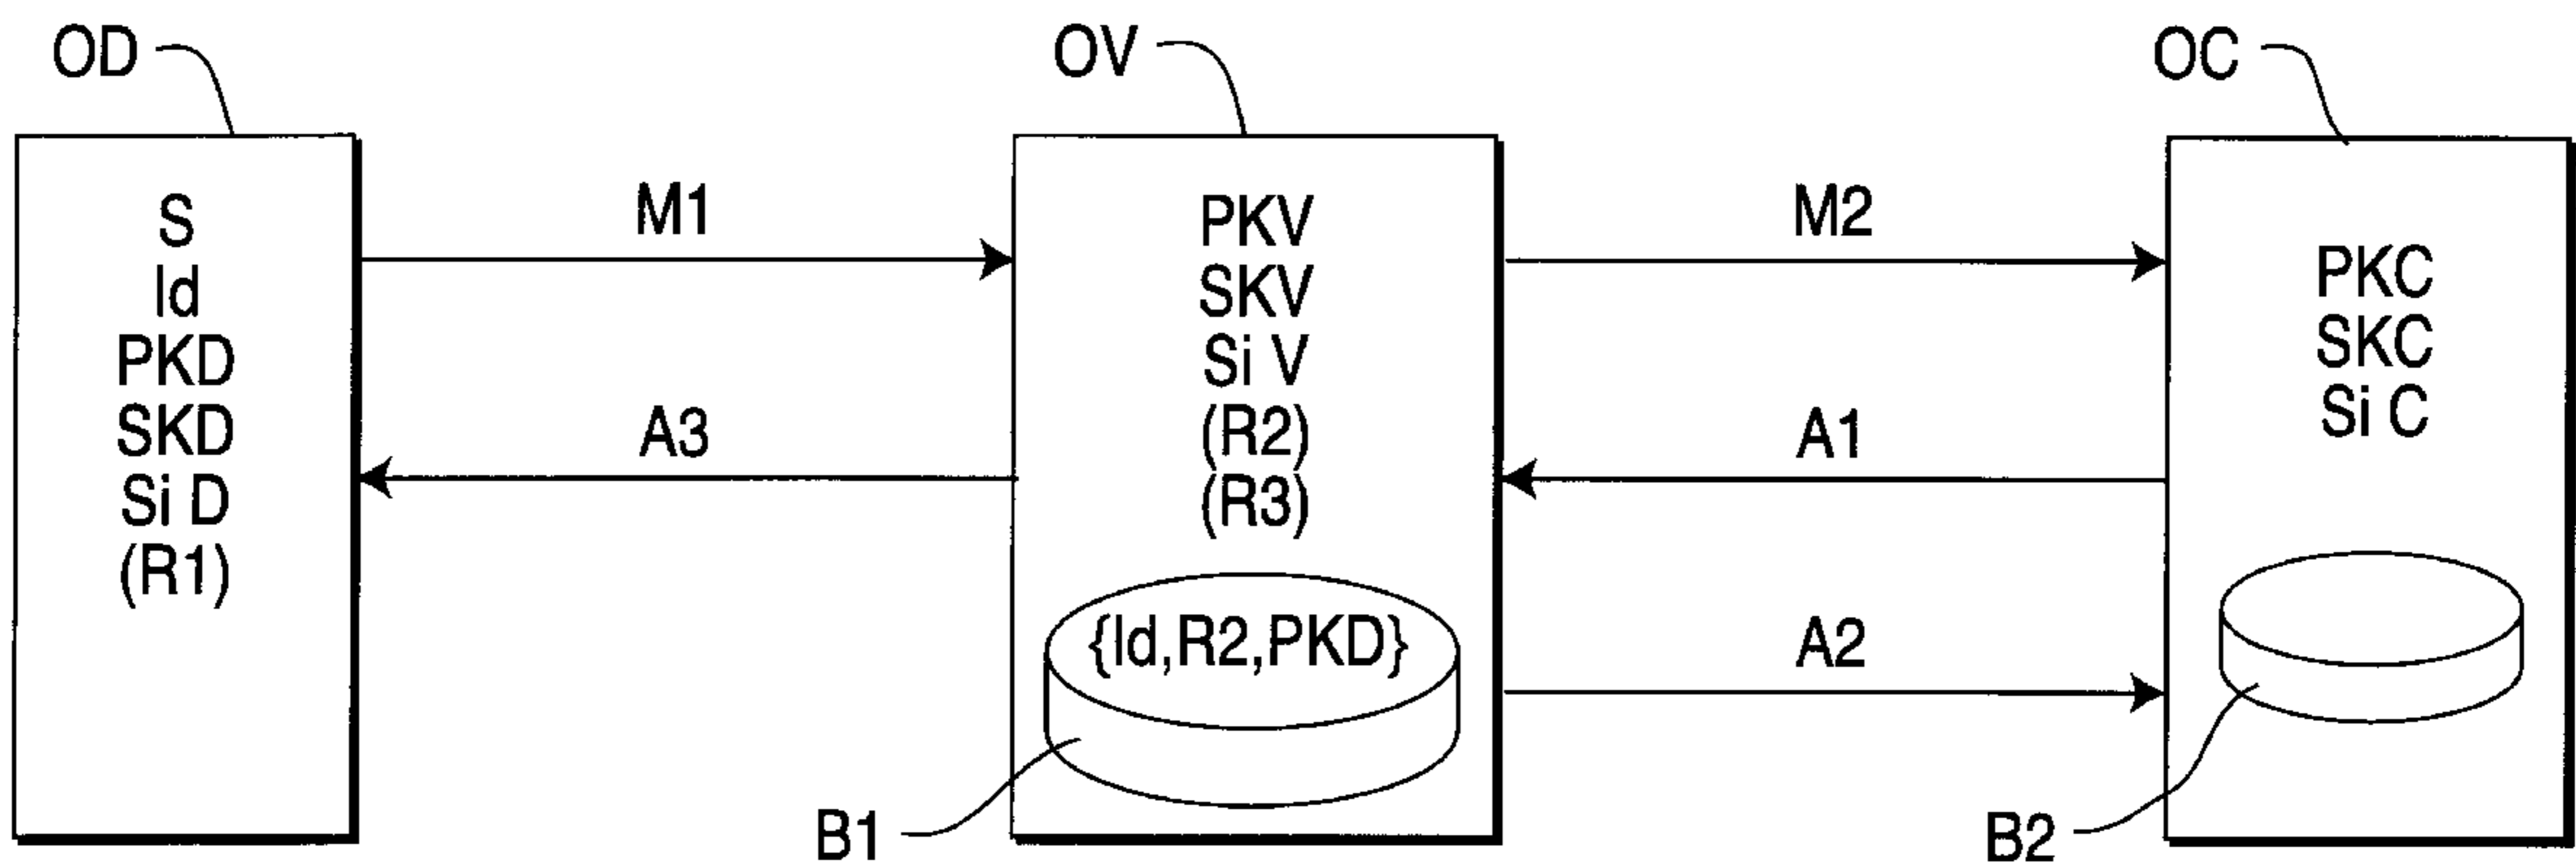 OD
OV
OC
S
Id
PKD
SKD
Si D
(R1)
M1
A3
PKV
SKV
Si V
(R2)
(R3)
{Id,R2,PKD}
B1
M2
A1
A2
PKC
SKC
Si C
B2